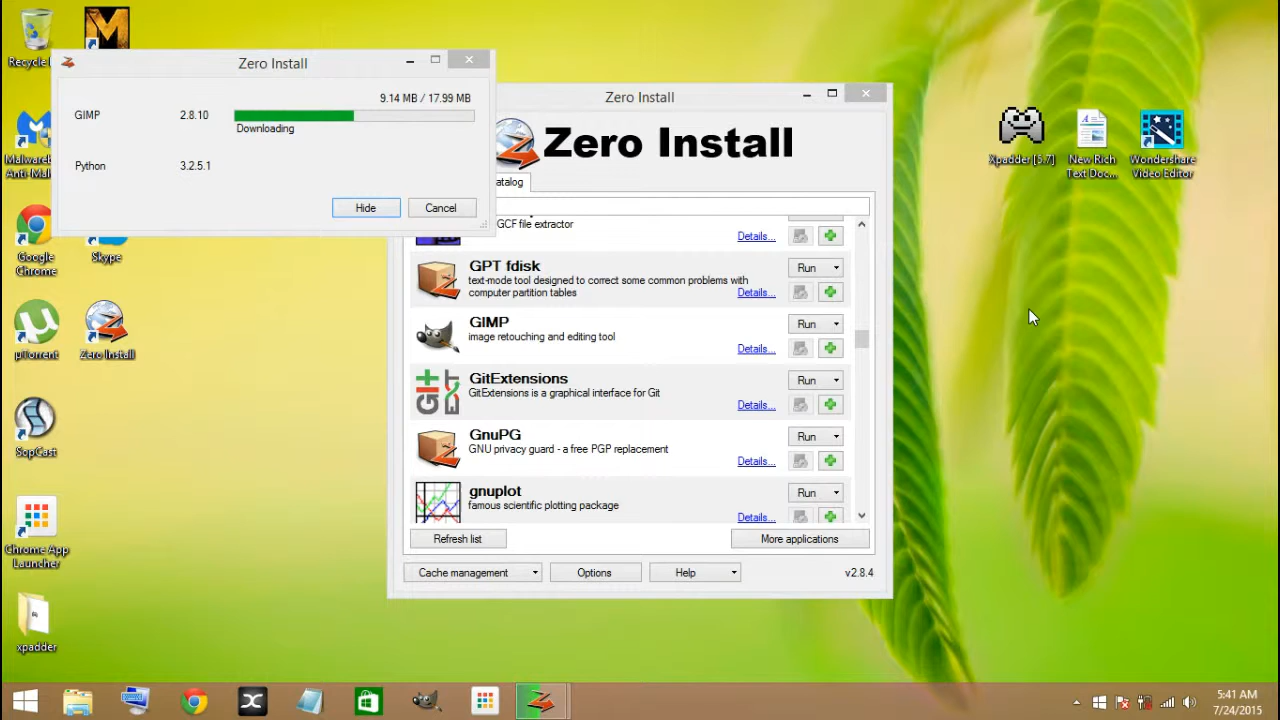 Recycle
Malwareb
Anti-Mal
Google
Chrome
Skype
µTorrent
Zero Install
SopCast
Chrome App
Launcher
xpadder
Zero Install
9.14 MB / 17.99 MB
GIMP
2.8.10
Downloading
Python
3.2.5.1
Hide
Cancel
Zero Install
Zero Install
atalog
GCF file extractor
Details...
GPT fdisk
Run
text-mode tool designed to correct some common problems with
computer partition tables
Details...
GIMP
Run
image retouching and editing tool
Details...
GitExtensions
Run
GitExtensions is a graphical interface for Git
Details...
GnuPG
Run
GNU privacy guard - a free PGP replacement
Details...
gnuplot
Run
famous scientific plotting package
Details...
Refresh list
More applications
Cache management
Options
Help
v2.8.4
Xpadder [5.7]
New Rich
Text Doc...
Wondershare
Video Editor
5:41 AM
7/24/2015